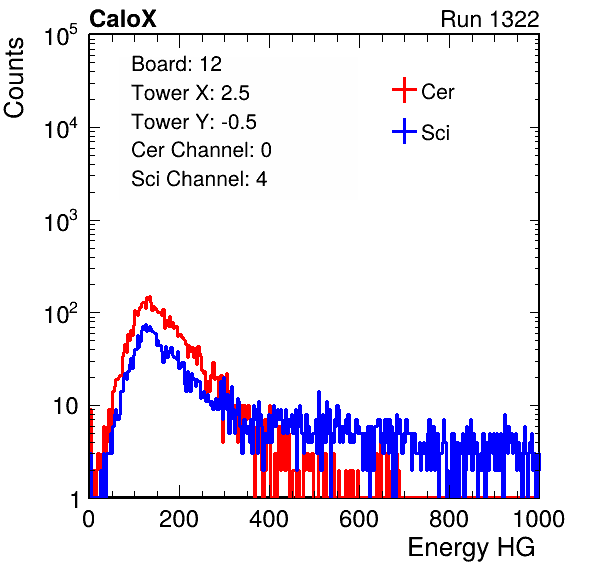 CaloX
Run 1322
Counts
10^5
10^4
10^3
10^2
10
1
Board: 12
Tower X: 2.5
Tower Y: -0.5
Cer Channel: 0
Sci Channel: 4
Cer
Sci
0 200 400 600 800 1000
Energy HG